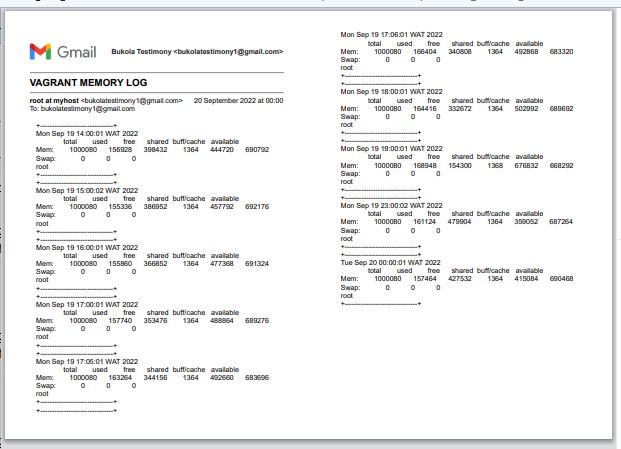 Gmail
Bukola Testimony <bukolatestimony1@gmail.com>
VAGRANT MEMORY LOG
root at myhost <bukolatestimony1@gmail.com> 20 September 2022 at 00:00
To: bukolatestimony1@gmail.com
+-------------------------------+
Mon Sep 19 14:00:01 WAT 2022
total used free shared buff/cache available
Mem: 1000080 156928 398432 1364 444720 690792
Swap: 0 0 0
root
+-------------------------------+
+-------------------------------+
Mon Sep 19 15:00:02 WAT 2022
total used free shared buff/cache available
Mem: 1000080 155336 386952 1364 457792 692176
Swap: 0 0 0
root
+-------------------------------+
+-------------------------------+
Mon Sep 19 16:00:01 WAT 2022
total used free shared buff/cache available
Mem: 1000080 155860 366852 1364 477368 691324
Swap: 0 0 0
root
+-------------------------------+
+-------------------------------+
Mon Sep 19 17:00:01 WAT 2022
total used free shared buff/cache available
Mem: 1000080 157740 353476 1364 488864 689276
Swap: 0 0 0
root
+-------------------------------+
+-------------------------------+
Mon Sep 19 17:05:01 WAT 2022
total used free shared buff/cache available
Mem: 1000080 163264 344156 1364 492660 683696
Swap: 0 0 0
root
+-------------------------------+
+-------------------------------+
Mon Sep 19 17:06:01 WAT 2022
total used free shared buff/cache available
Mem: 1000080 166404 340808 1364 492868 683320
Swap: 0 0 0
root
+-------------------------------+
+-------------------------------+
Mon Sep 19 18:00:01 WAT 2022
total used free shared buff/cache available
Mem: 1000080 164416 332672 1364 502992 689692
Swap: 0 0 0
root
+-------------------------------+
+-------------------------------+
Mon Sep 19 19:00:01 WAT 2022
total used free shared buff/cache available
Mem: 1000080 168948 154300 1368 676832 668292
Swap: 0 0 0
root
+-------------------------------+
+-------------------------------+
Mon Sep 19 23:00:02 WAT 2022
total used free shared buff/cache available
Mem: 1000080 161124 479904 1364 359052 687264
Swap: 0 0 0
root
+-------------------------------+
+-------------------------------+
Tue Sep 20 00:00:01 WAT 2022
total used free shared buff/cache available
Mem: 1000080 157464 427532 1364 415084 690468
Swap: 0 0 0
root
+-------------------------------+